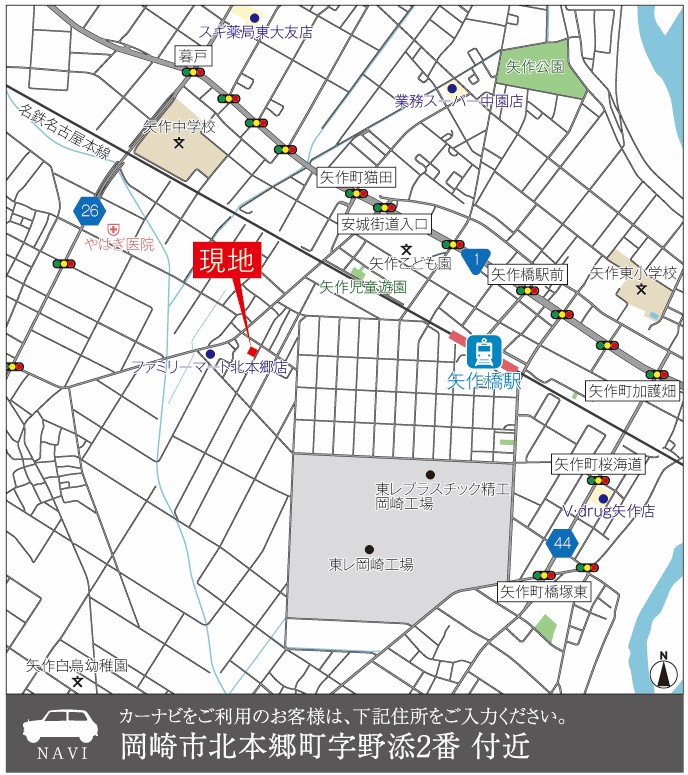 スギ薬局東大友店
暮戸
矢作公園
業務スーパー中園店
矢作中学校
名鉄名古屋本線
矢作町猫田
26
安城街道入口
やはぎ医院
現地
矢作こども園
1
矢作橋駅前
矢作東小学校
矢作児童遊園
ファミリーマート北本郷店
矢作橋駅
矢作町加護畑
矢作町桜海道
東レプラスチック精工
岡崎工場
V・drug矢作店
44
東レ岡崎工場
矢作町橋塚東
矢作白鳥幼稚園
N
カーナビをご利用のお客様は、下記住所をご入力ください。
NAVI
岡崎市北本郷町字野添2番 付近